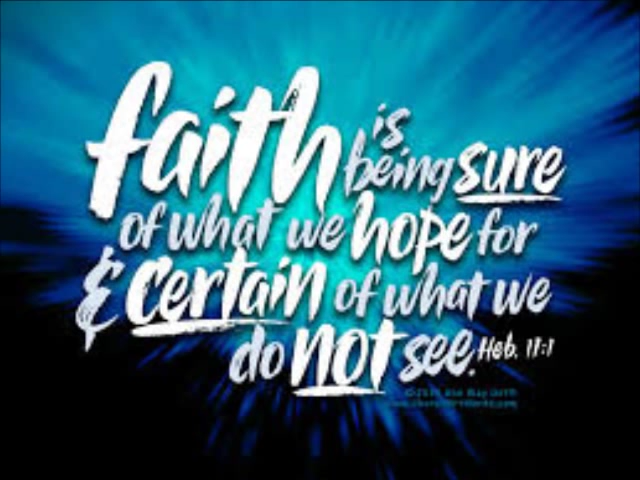 faith is
being sure
of what we hope for
& certain of what we
do not see. Heb. 11:1